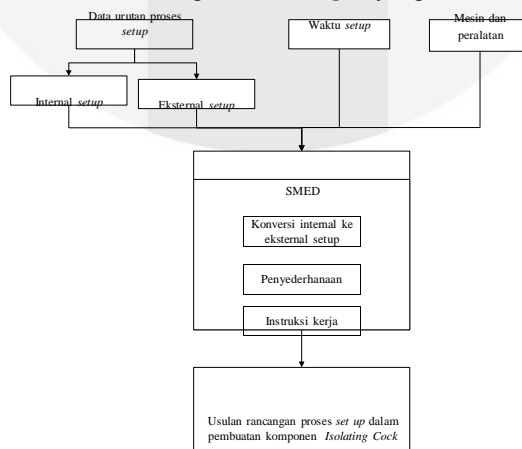 Data urutan proses
setup
Waktu setup
Mesin dan
peralatan
Internal setup
Eksternal setup
SMED
Konversi internal ke
eksternal setup
Penyederhanaan
Instruksi kerja
Usulan rancangan proses set up dalam
pembuatan komponen Isolating Cock